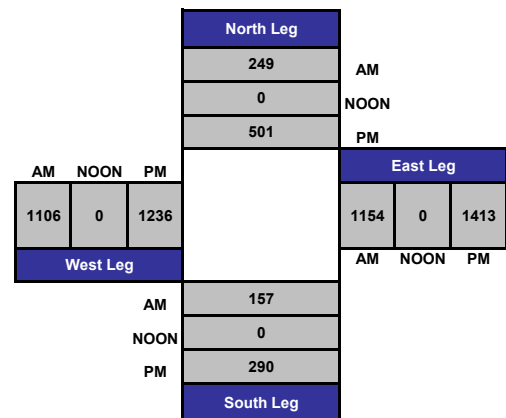 North Leg
249 AM
0 NOON
501 PM
AM NOON PM
East Leg
1106 0 1236
1154 0 1413
West Leg
AM NOON PM
AM 157
NOON 0
PM 290
South Leg